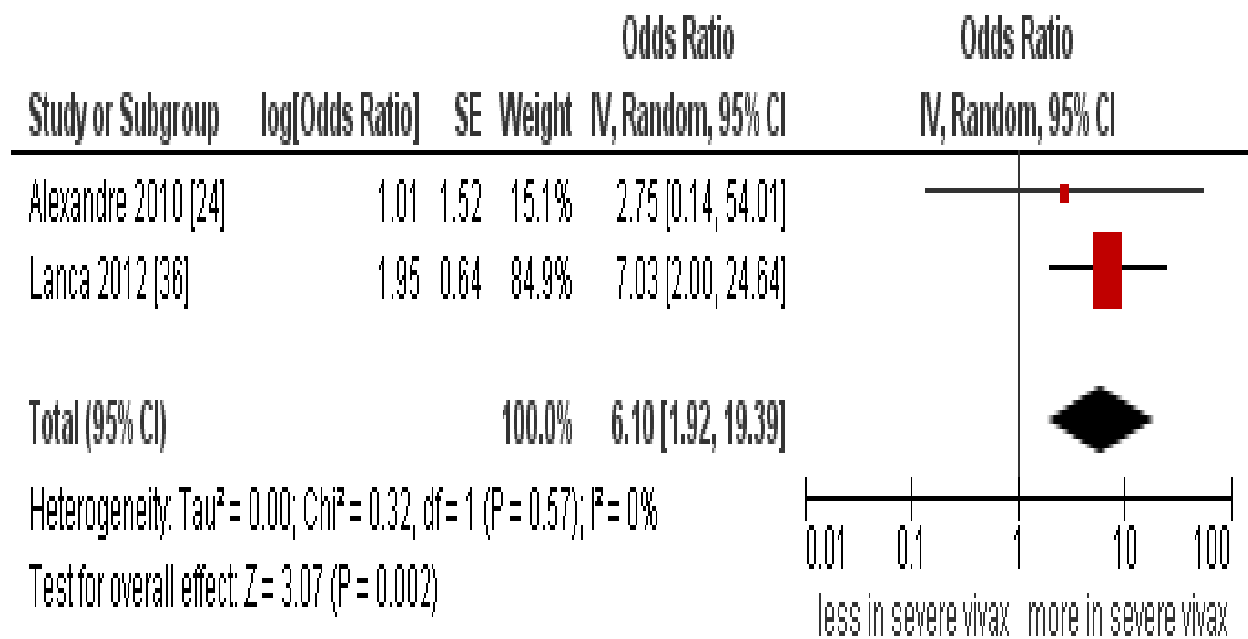 Odds Ratio Odds Ratio
Study or Subgroup log[Odds Ratio] SE Weight IV, Random, 95% CI IV, Random, 95% CI
Alexandre 2010 [24] 1.01 1.52 15.1% 2.75 [0.14, 54.01]
Lanca 2012 [36] 1.95 0.64 84.9% 7.03 [2.00, 24.64]
Total (95% CI) 100.0% 6.10 [1.92, 19.39]
Heterogeneity: Tau² = 0.00; Chi² = 0.32, df = 1 (P = 0.57); I² = 0%
Test for overall effect: Z = 3.07 (P = 0.002)
0.01 0.1 1 10 100
less in severe vivax more in severe vivax